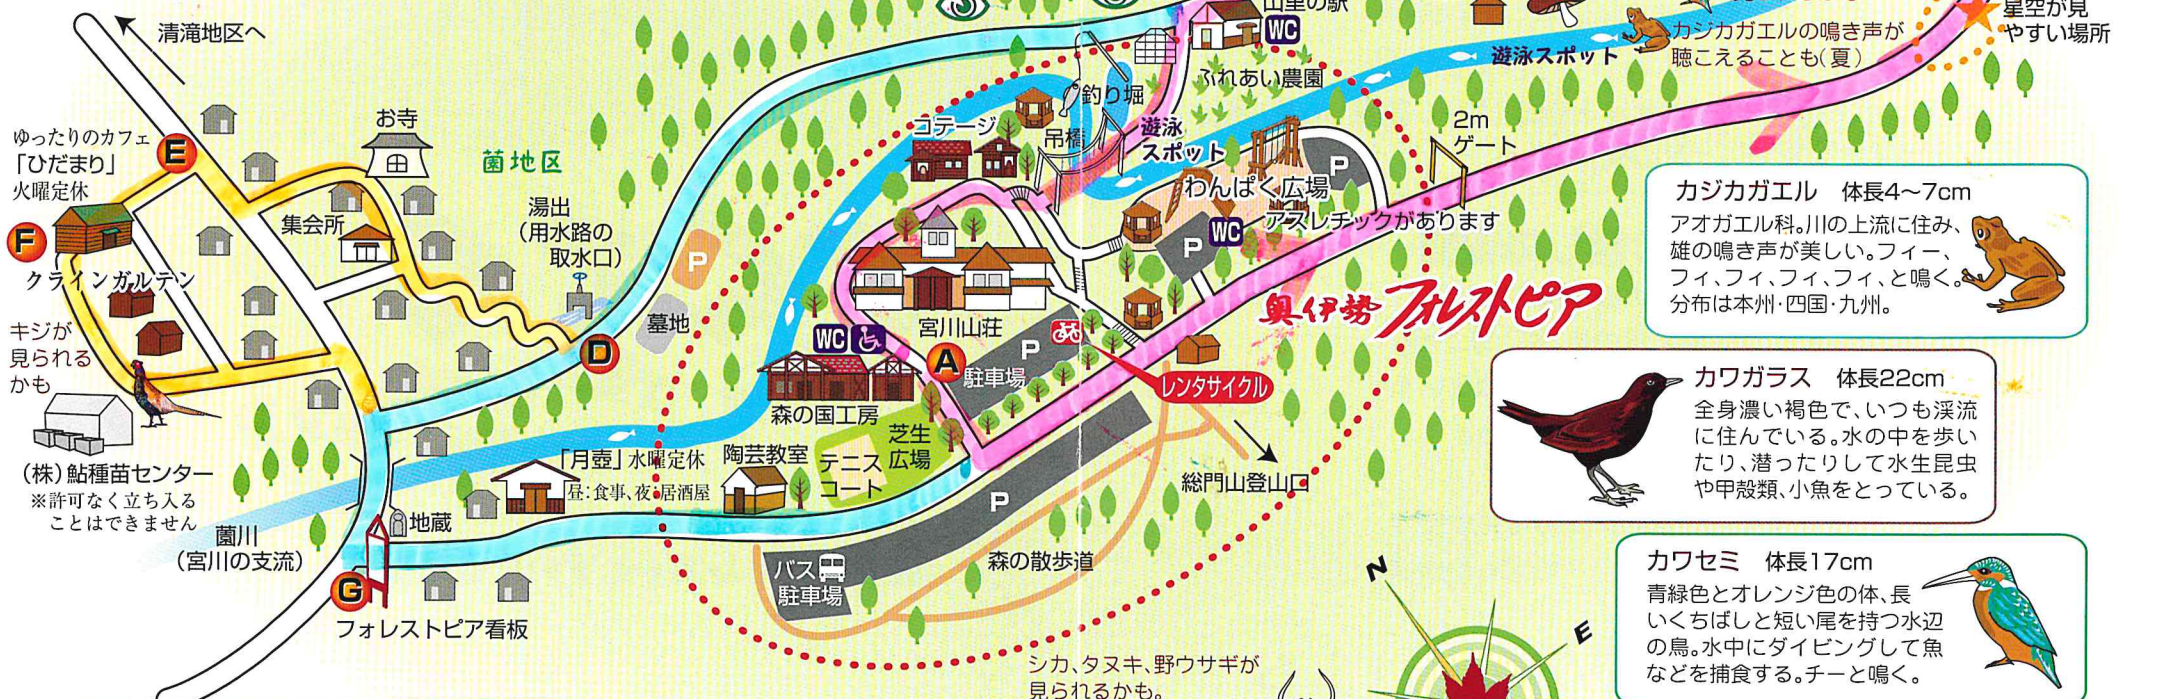 清滝地区へ
山里の駅
WC
星空が見
やすい場所
カジカガエルの鳴き声が
聴こえることも(夏)
遊泳スポット
ふれあい農園
釣り堀
コテージ
吊橋
遊泳
スポット
2m
ゲート
お寺
ゆったりのカフェ
「ひだまり」
火曜定休
E
薗地区
集会所
湯出
(用水路の
取水口)
P
わんぱく広場
アスレチックがあります
P
WC
P
F
クラインガルテン
キジが
見られる
かも
墓地
D
宮川山荘
A
P
駐車場
WC
森の国工房
レンタサイクル
奥伊勢フォレストピア
カジカガエル 体長4〜7cm
アオガエル科。川の上流に住み、
雄の鳴き声が美しい。フィー、
フィ、フィ、フィ、フィ、と鳴く。
分布は本州・四国・九州。
カワガラス 体長22cm
全身濃い褐色で、いつも渓流
に住んでいる。水の中を歩い
たり、潜ったりして水生昆虫
や甲殻類、小魚をとっている。
(株)鮎種苗センター
※許可なく立ち入る
ことはできません
「月壺」水曜定休
昼:食事、夜:居酒屋
陶芸教室
テニス
コート
芝生
広場
総門山登山口
P
地蔵
薗川
(宮川の支流)
G
フォレストピア看板
バス
駐車場
森の散歩道
シカ、タヌキ、野ウサギが
見られるかも。
N
E
カワセミ 体長17cm
青緑色とオレンジ色の体、長
いくちばしと短い尾を持つ水辺
の鳥。水中にダイビングして魚
などを捕食する。チーと鳴く。